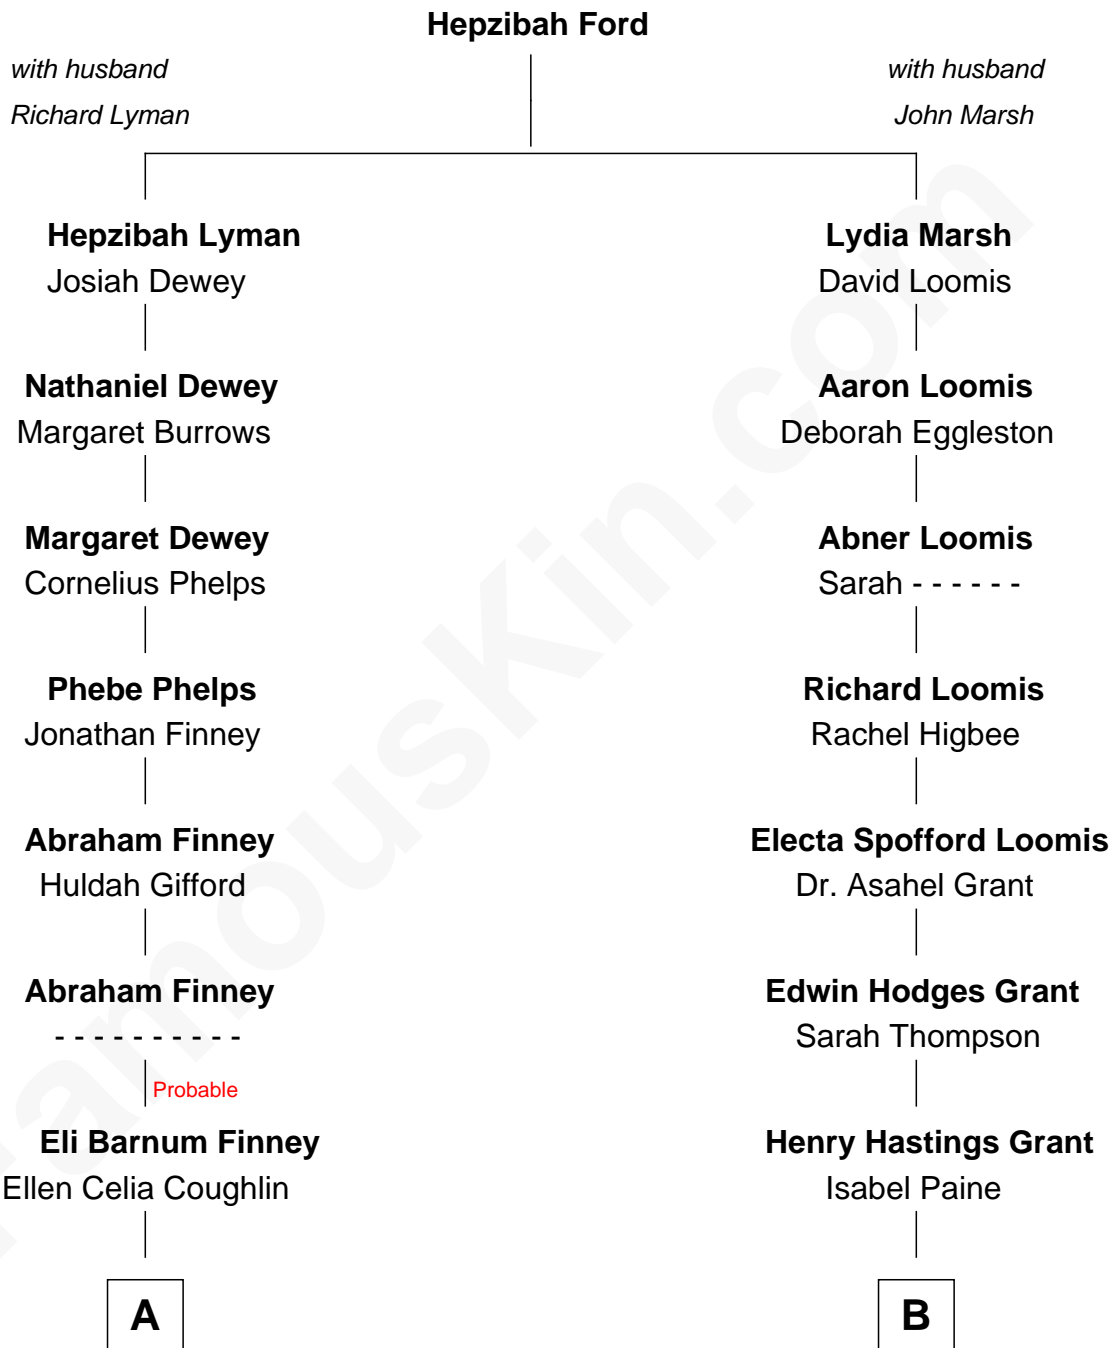 Hepzibah Ford
with husband
Richard Lyman
with husband
John Marsh
Hepzibah Lyman
Josiah Dewey
Lydia Marsh
David Loomis
Nathaniel Dewey
Margaret Burrows
Aaron Loomis
Deborah Eggleston
Margaret Dewey
Cornelius Phelps
Abner Loomis
Sarah - - - - - -
Phebe Phelps
Jonathan Finney
Richard Loomis
Rachel Higbee
Abraham Finney
Huldah Gifford
Electa Spofford Loomis
Dr. Asahel Grant
Abraham Finney
- - - - - - - - - -
Probable
Edwin Hodges Grant
Sarah Thompson
Eli Barnum Finney
Ellen Celia Coughlin
Henry Hastings Grant
Isabel Paine
A
B
FamousKin.com